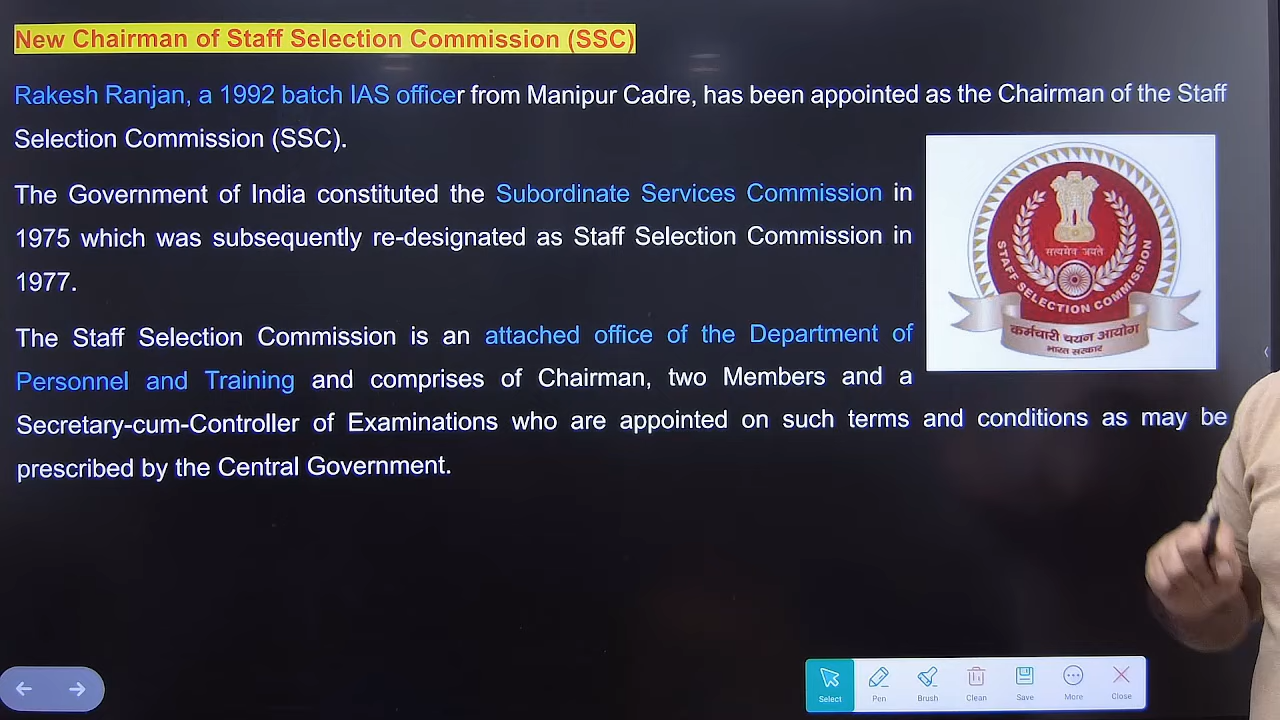 New Chairman of Staff Selection Commission (SSC)
Rakesh Ranjan, a 1992 batch IAS officer from Manipur Cadre, has been appointed as the Chairman of the Staff
Selection Commission (SSC).
The Government of India constituted the Subordinate Services Commission in
1975 which was subsequently re-designated as Staff Selection Commission in
1977.
सत्यमेव जयते
STAFF SELECTION COMMISSION
कर्मचारी चयन आयोग
भारत सरकार
The Staff Selection Commission is an attached office of the Department of
Personnel and Training and comprises of Chairman, two Members and a
Secretary-cum-Controller of Examinations who are appointed on such terms and conditions as may be
prescribed by the Central Government.
Select Pen Brush Clean Save More Close